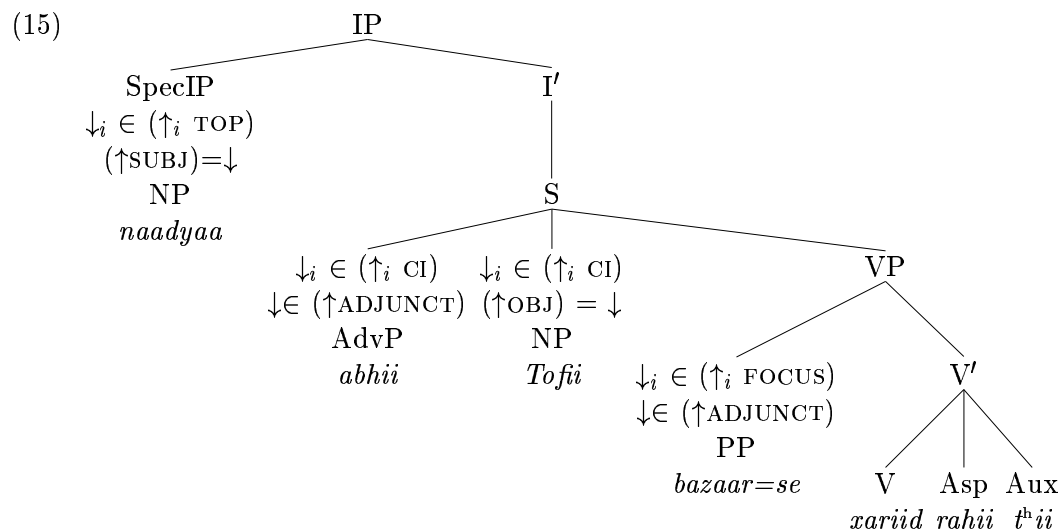 (15)
IP
SpecIP I′
↓i ∈ (↑i TOP)
(↑SUBJ)=↓
NP
naadyaa
S
↓i ∈ (↑i CI) ↓i ∈ (↑i CI) VP
↓∈ (↑ADJUNCT) (↑OBJ) = ↓
AdvP NP
abhii Tofii
↓i ∈ (↑i FOCUS) V′
↓∈ (↑ADJUNCT)
PP
bazaar=se
V Asp Aux
xariid rahii tʰii